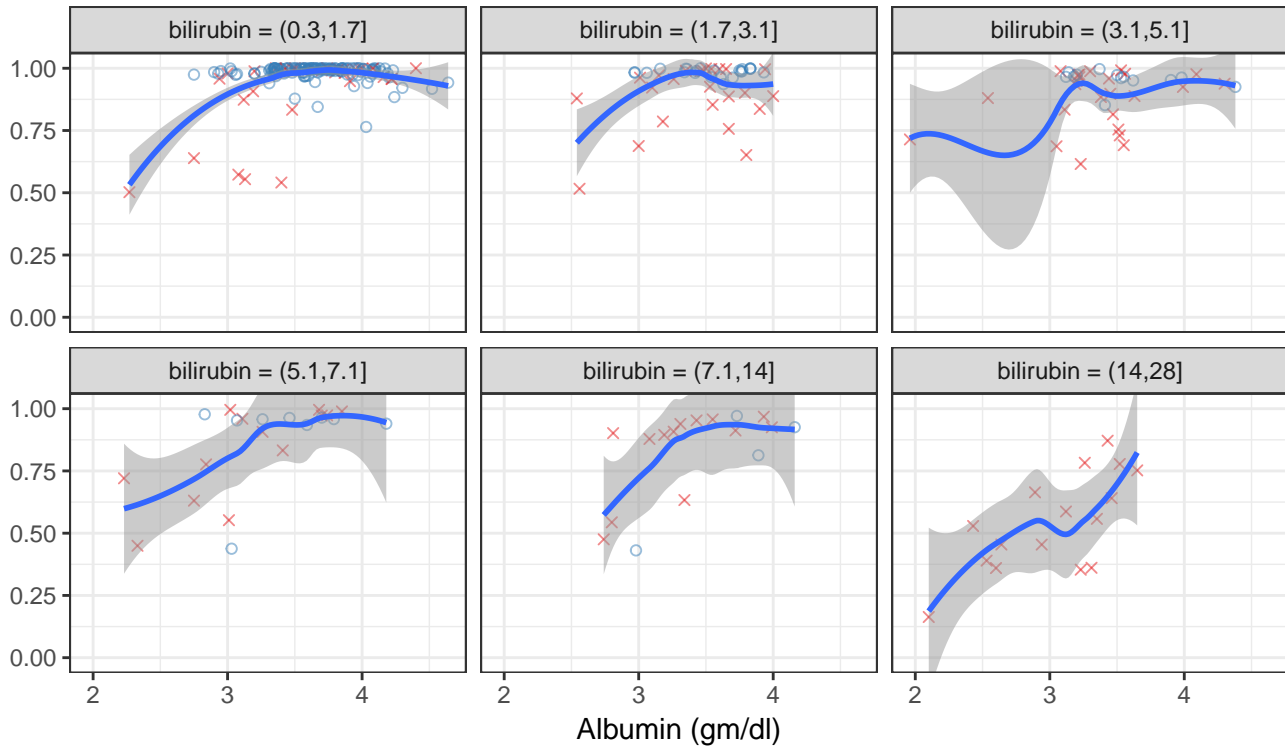 bilirubin = (0.3,1.7]
bilirubin = (1.7,3.1]
bilirubin = (3.1,5.1]
1.00
0.75
0.50
0.25
0.00
bilirubin = (5.1,7.1]
bilirubin = (7.1,14]
bilirubin = (14,28]
1.00
0.75
0.50
0.25
0.00
2 3 4
2 3 4
2 3 4
Albumin (gm/dl)